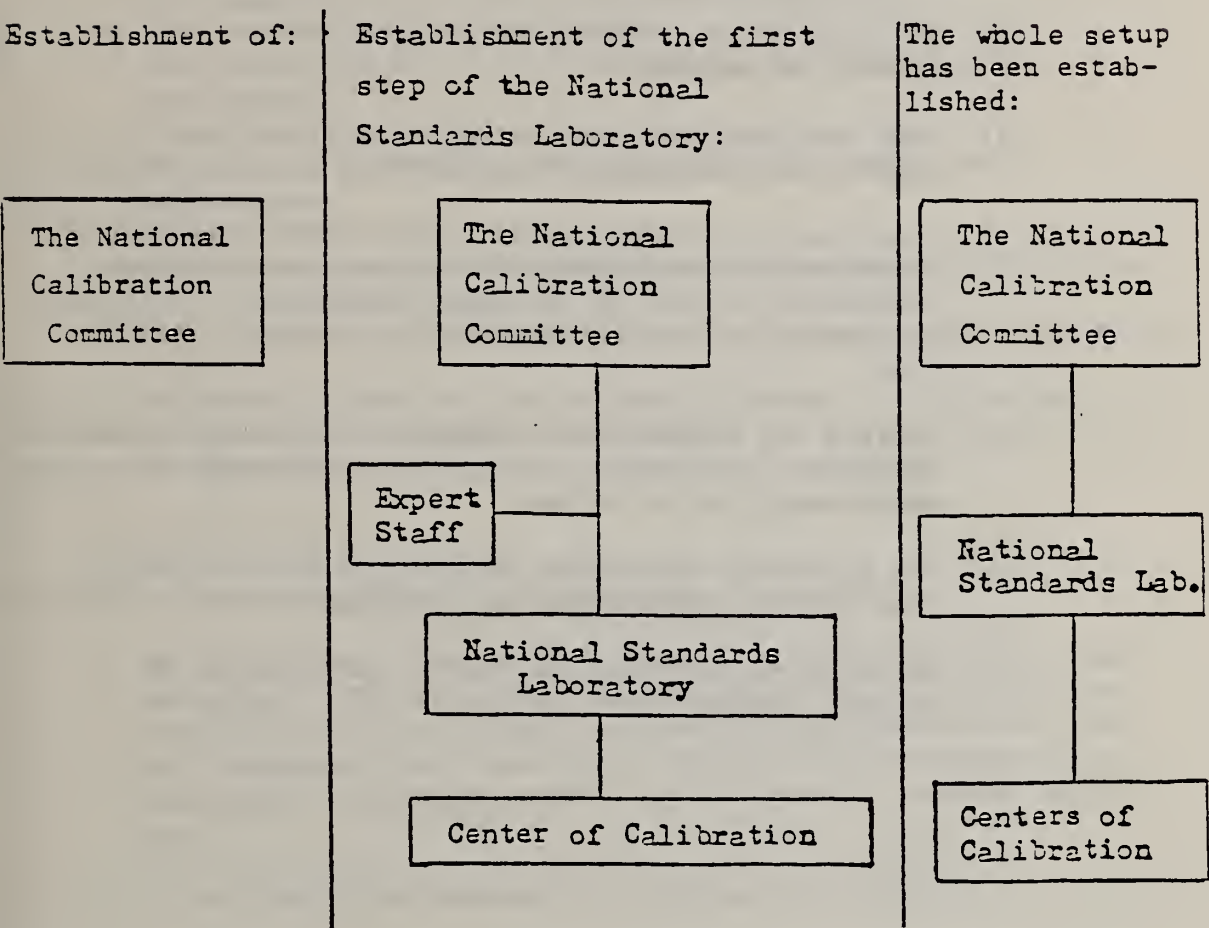 Establishment of:
The National
Calibration
Committee
Establishment of the first
step of the National
Standards Laboratory:
The National
Calibration
Committee
Expert
Staff
National Standards
Laboratory
Center of Calibration
The whole setup
has been estab-
lished:
The National
Calibration
Committee
National
Standards Lab.
Centers of
Calibration